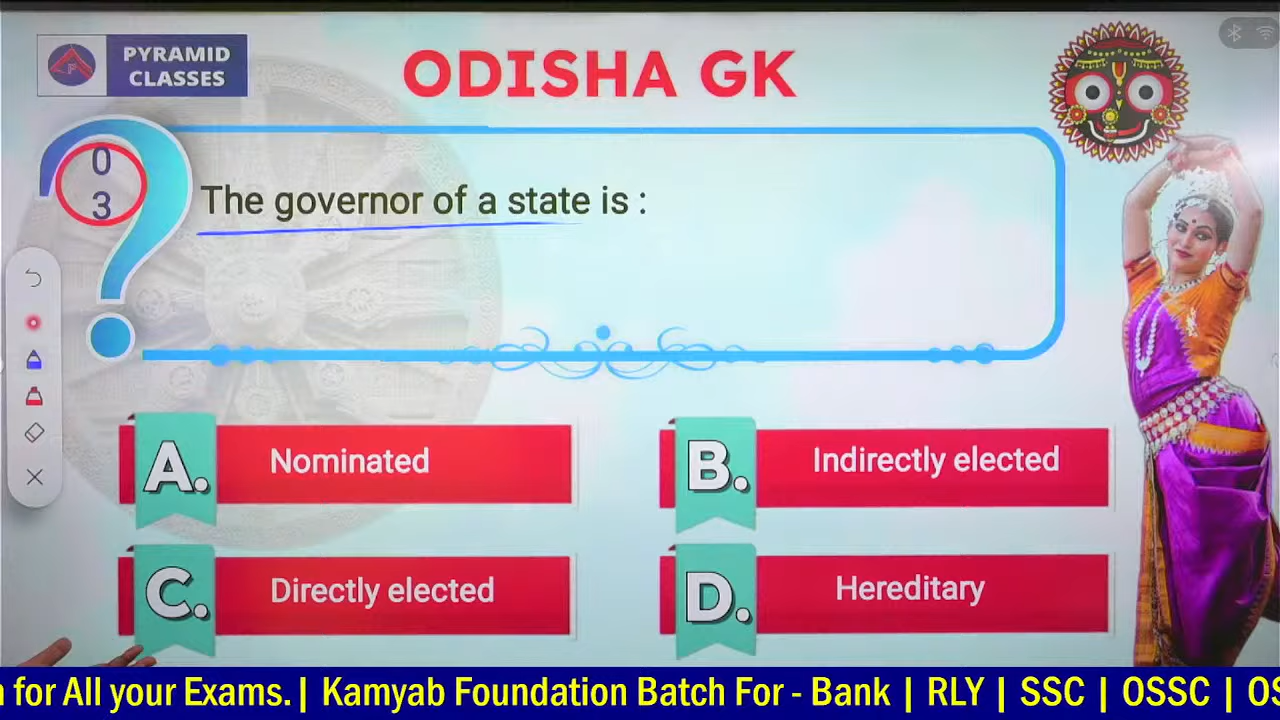 PYRAMID
CLASSES
ODISHA GK
0
3
The governor of a state is :
A. Nominated
B. Indirectly elected
C. Directly elected
D. Hereditary
for All your Exams. | Kamyab Foundation Batch For - Bank | RLY | SSC | OSSC |